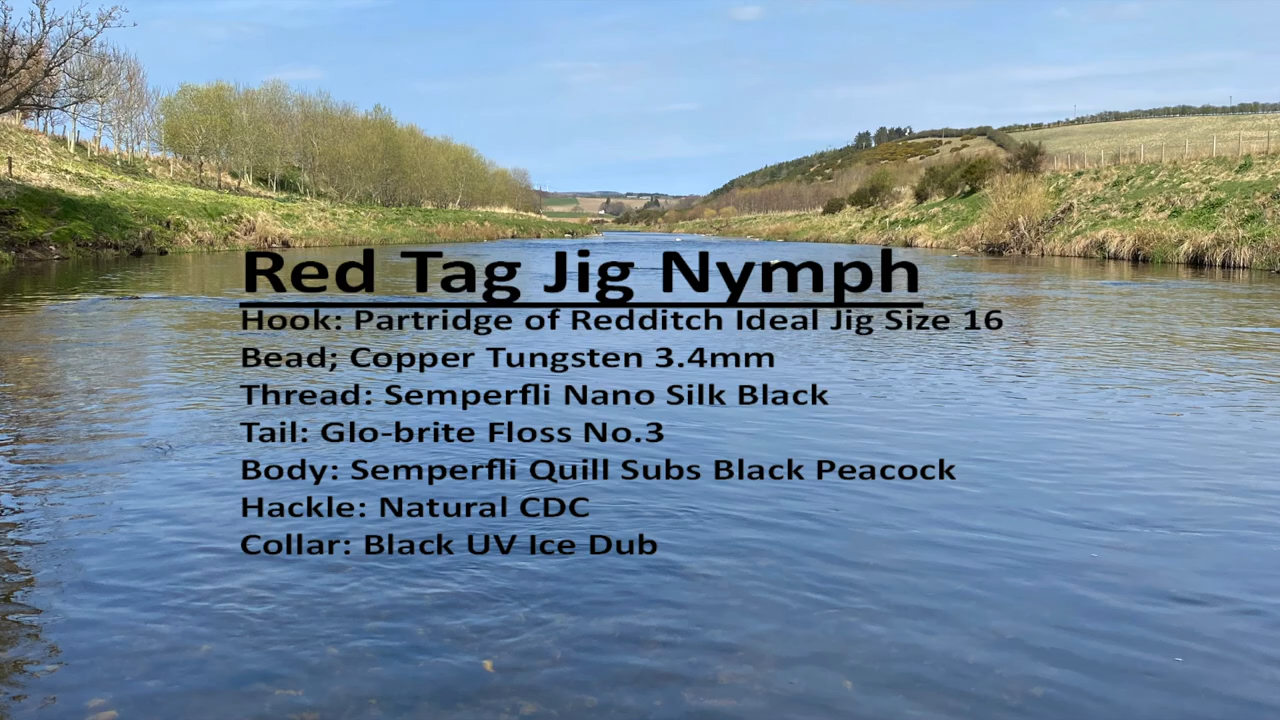 Red Tag Jig Nymph
Hook: Partridge of Redditch Ideal Jig Size 16
Bead; Copper Tungsten 3.4mm
Thread: Semperfli Nano Silk Black
Tail: Glo-brite Floss No.3
Body: Semperfli Quill Subs Black Peacock
Hackle: Natural CDC
Collar: Black UV Ice Dub